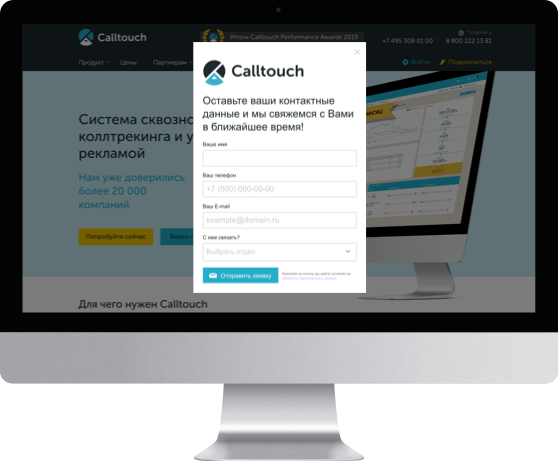 Calltouch
Итоги Calltouch Performance Awards 2019
+7 495 308 01 00
8 800 222 13 81
Продукт
Цены
Партнерам
Войти
Подключиться
Система сквозно
коллтрекинга и у
рекламой
Нам уже доверились
более 20 000
компаний
Попробуйте сейчас
Видео
Для чего нужен Calltouch
Calltouch
Оставьте ваши контактные
данные и мы свяжемся с Вами
в ближайшее время!
Ваше имя
Ваш телефон
+7 (000) 000-00-00
Ваш E-mail
example@domain.ru
С кем связать?
Выбрать отдел
Отправить заявку